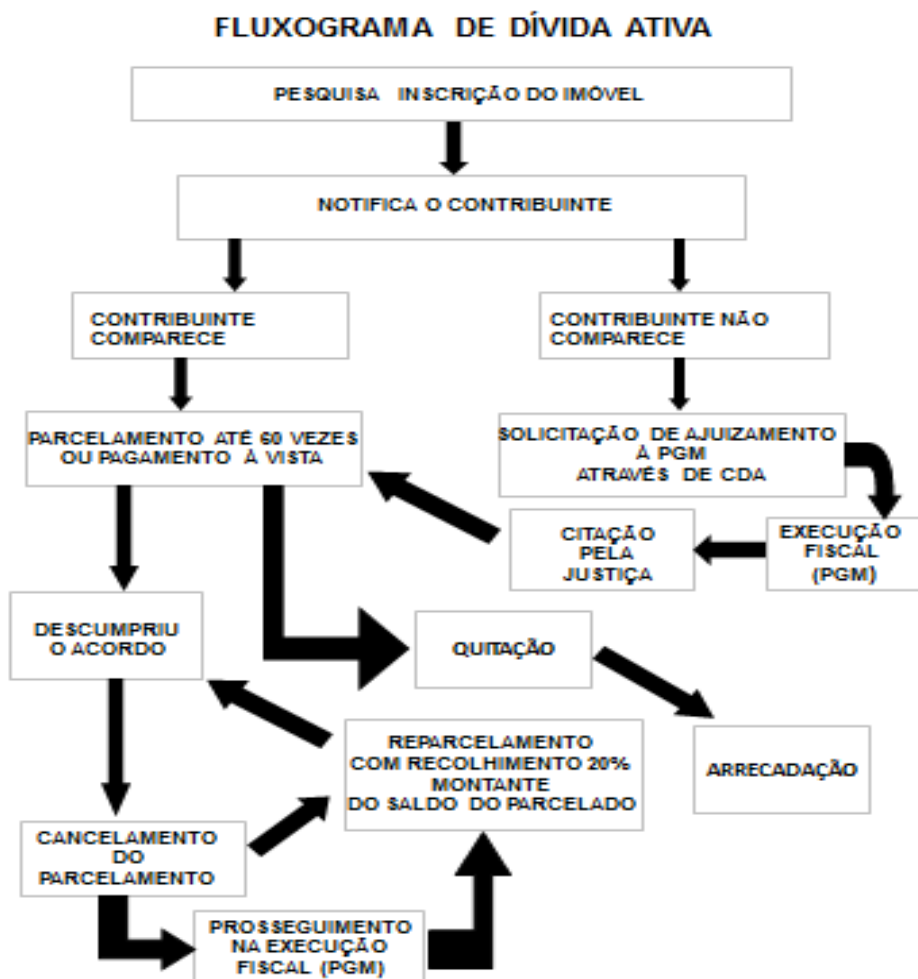 FLUXOGRAMA DE DÍVIDA ATIVA
PESQUISA INSCRIÇÃO DO IMÓVEL
NOTIFICA O CONTRIBUINTE
CONTRIBUINTE
COMPARECE
CONTRIBUINTE NÃO
COMPARECE
PARCELAMENTO ATÉ 60 VEZES
OU PAGAMENTO À VISTA
SOLICITAÇÃO DE AJUIZAMENTO
À PGM
ATRAVÉS DE CDA
EXECUÇÃO
FISCAL
(PGM)
CITAÇÃO
PELA
JUSTIÇA
DESCUMPRIU
O ACORDO
QUITAÇÃO
REPARCELAMENTO
COM RECOLHIMENTO 20%
MONTANTE
DO SALDO DO PARCELADO
ARRECADAÇÃO
CANCELAMENTO
DO
PARCELAMENTO
PROSSEGUIMENTO
NA EXECUÇÃO
FISCAL (PGM)